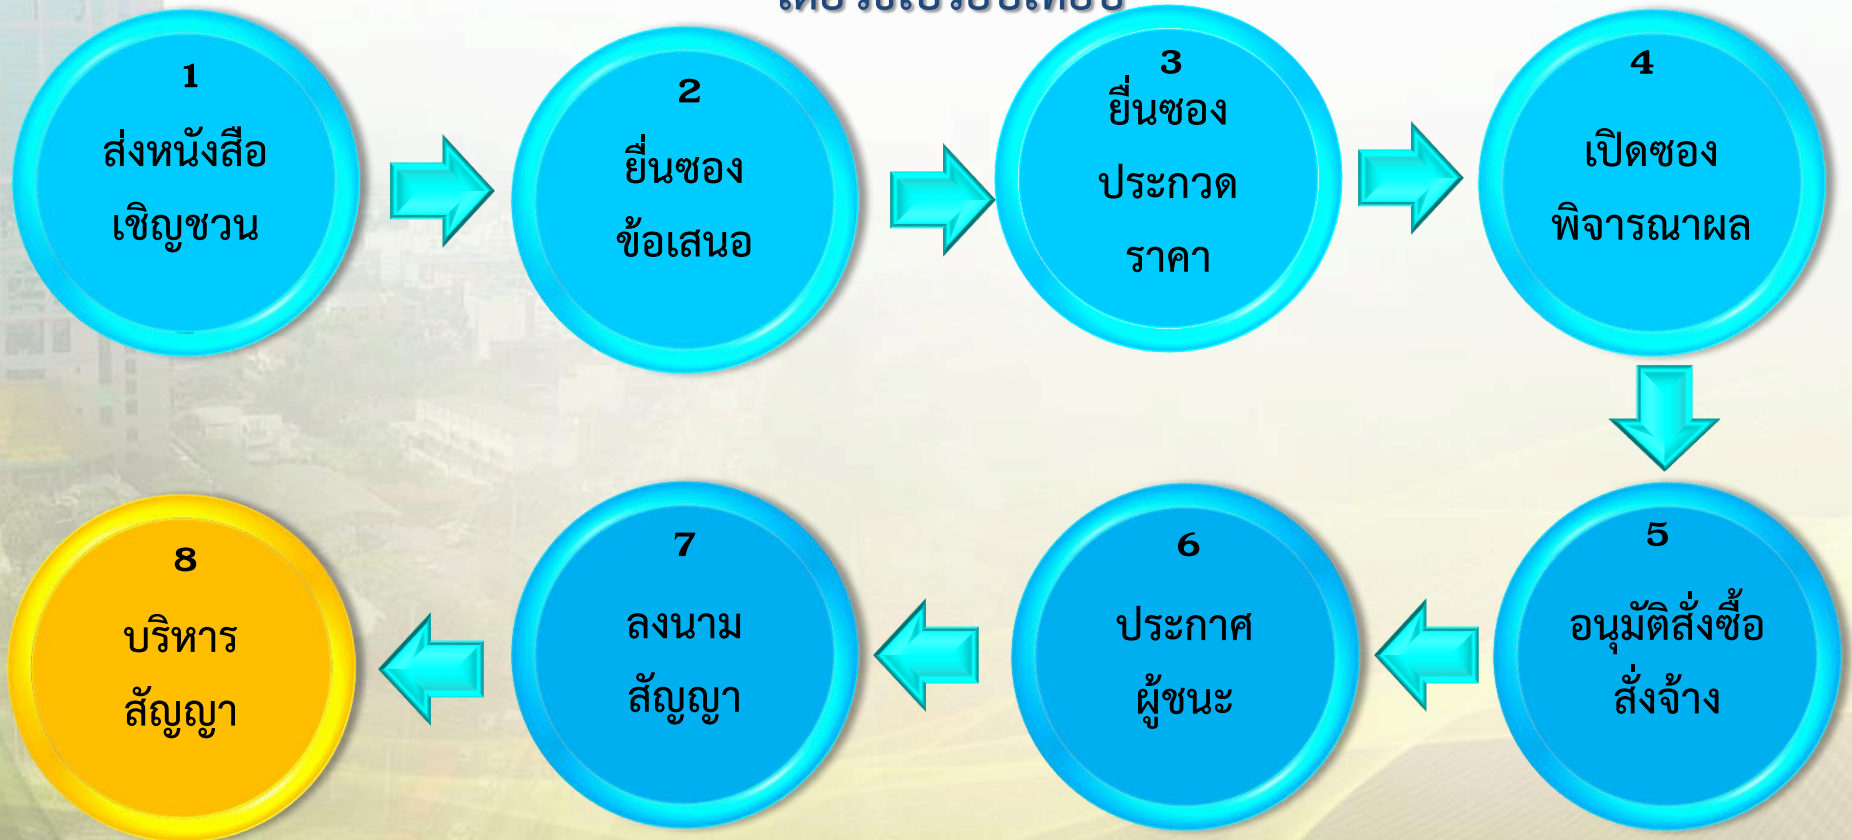 1
ส่งหนังสือ
เชิญชวน
2
ยื่นซอง
ข้อเสนอ
3
ยื่นซอง
ประกวด
ราคา
4
เปิดซอง
พิจารณาผล
5
อนุมัติสั่งซื้อ
สั่งจ้าง
6
ประกาศ
ผู้ชนะ
7
ลงนาม
สัญญา
8
บริหาร
สัญญา